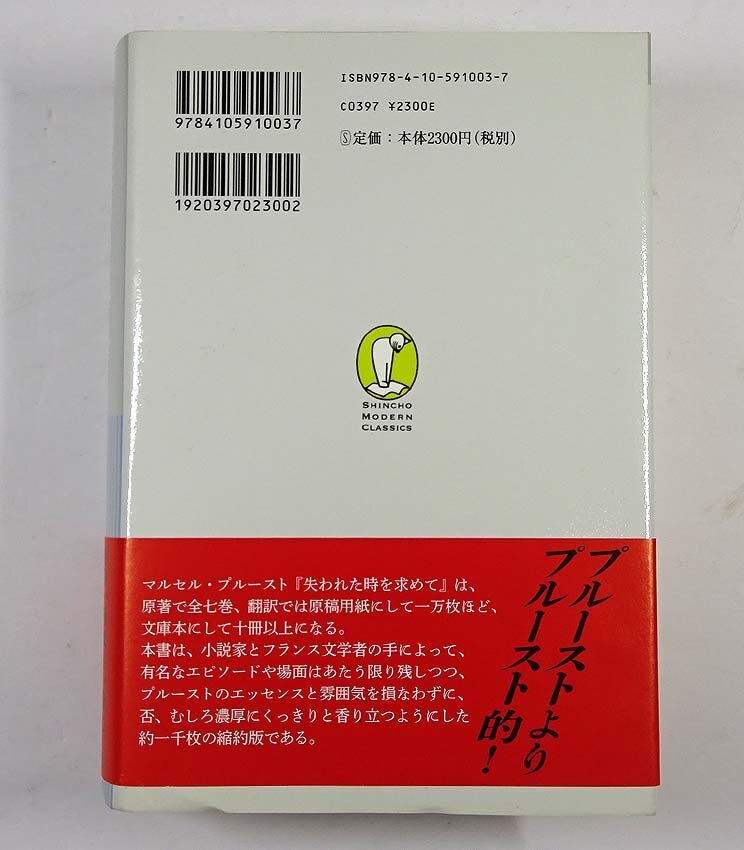 ISBN978-4-10-591003-7
9784105910037
C0397 ¥2300E
Ⓢ定価：本体2300円（税別）
1920397023002
SHINCHO
MODERN
CLASSICS
プルーストより
プルースト的！
マルセル・プルースト『失われた時を求めて』は、
原著で全七巻、翻訳では原稿用紙にして一万枚ほど、
文庫本にして十冊以上になる。
本書は、小説家とフランス文学者の手によって、
有名なエピソードや場面はあたう限り残しつつ、
プルーストのエッセンスと雰囲気を損なわずに、
否、むしろ濃厚にくっきりと香り立つようにした
約一千枚の縮約版である。